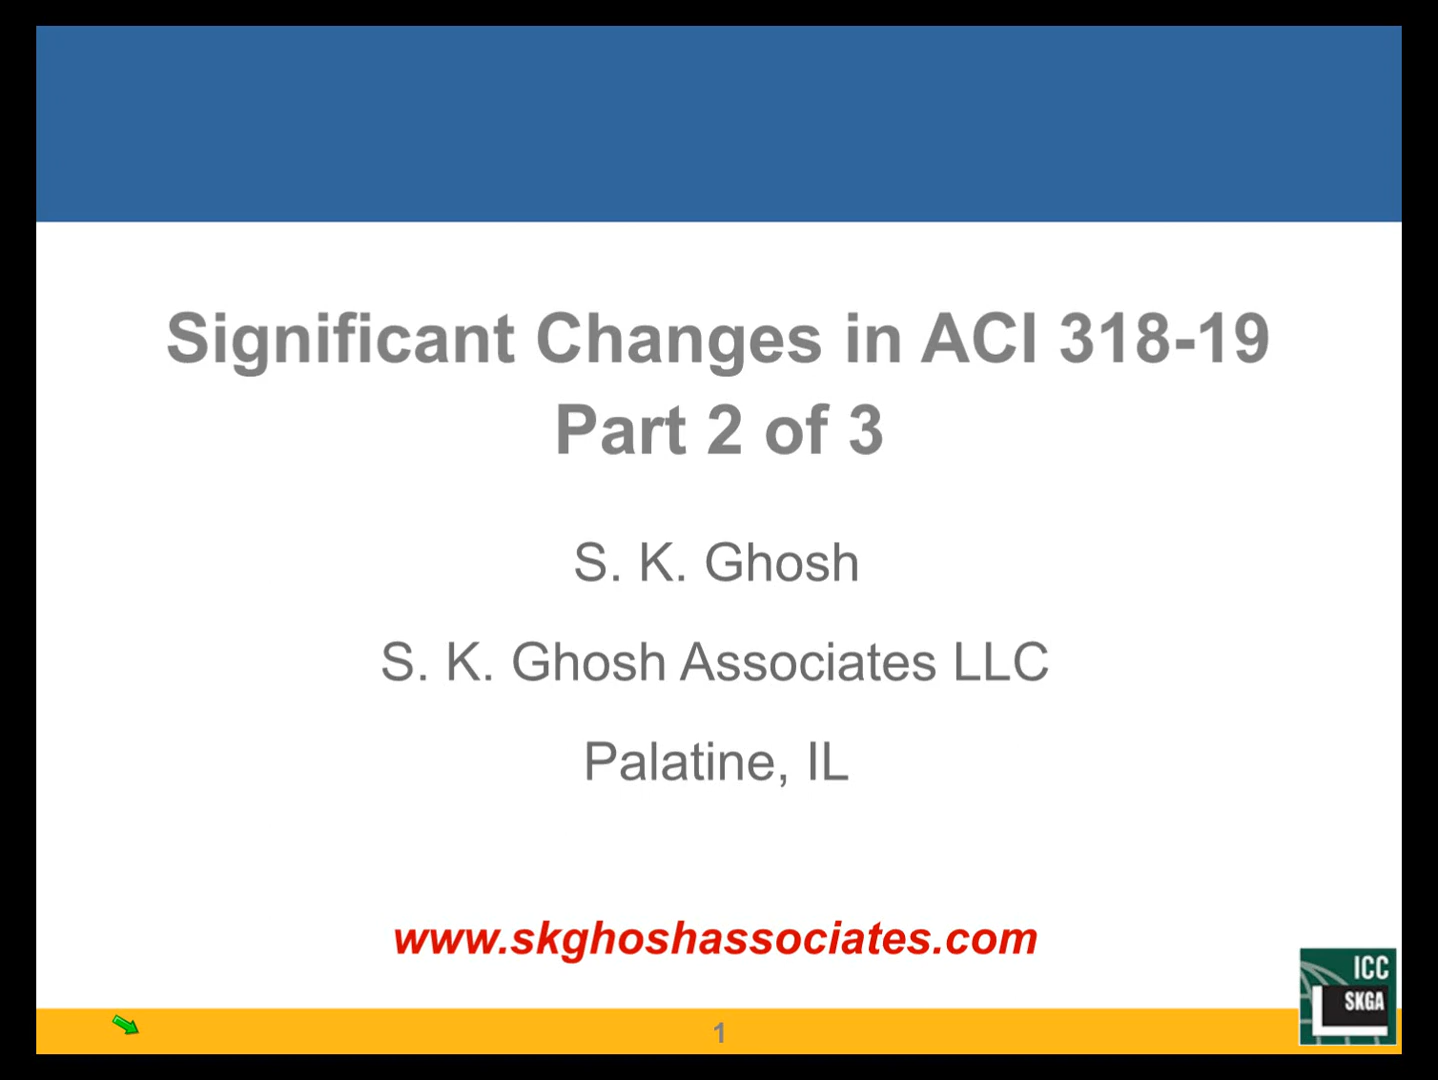 Significant Changes in ACI 318-19
Part 2 of 3
S. K. Ghosh
S. K. Ghosh Associates LLC
Palatine, IL
www.skghoshassociates.com
ICC
SKGA
1